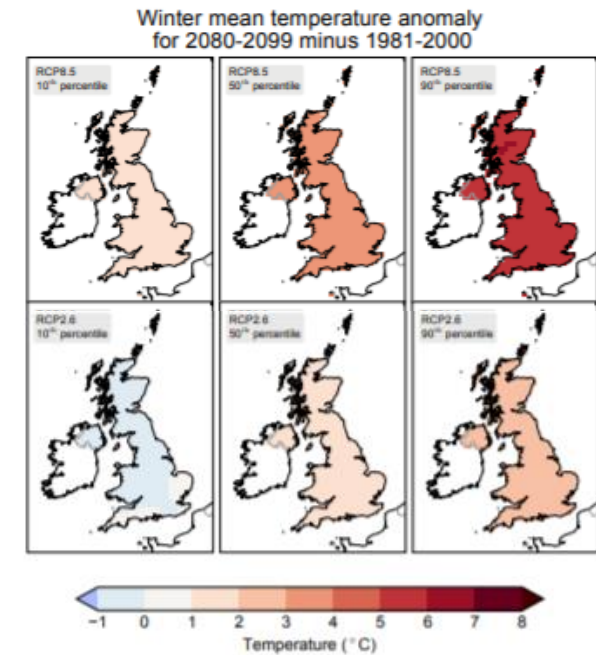 Winter mean temperature anomaly
for 2080-2099 minus 1981-2000
RCP8.5
10th percentile
RCP8.5
50th percentile
RCP8.5
90th percentile
RCP2.6
10th percentile
RCP2.6
50th percentile
RCP2.6
90th percentile
−1 0 1 2 3 4 5 6 7 8
Temperature (°C)